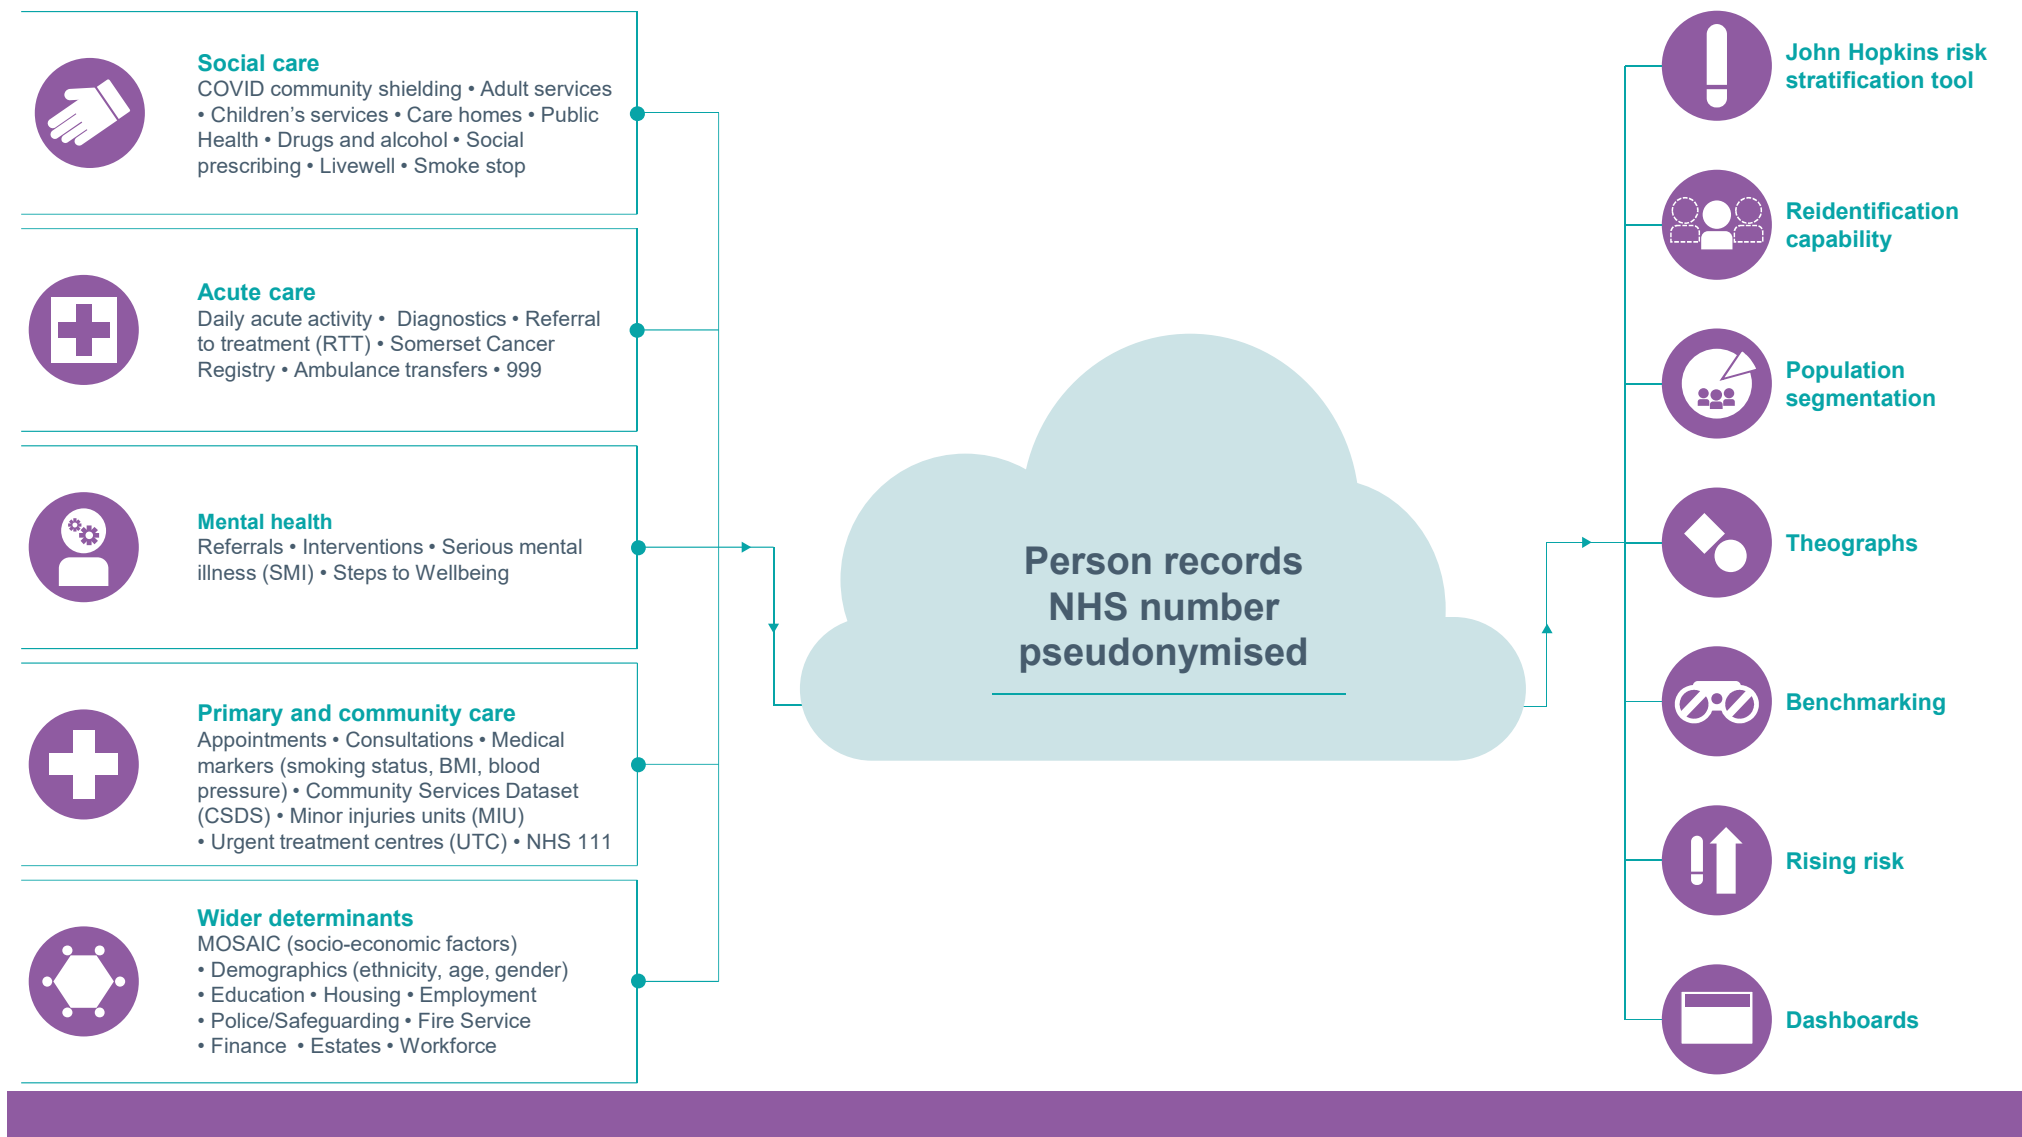 Social care
COVID community shielding • Adult services
• Children's services • Care homes • Public
Health • Drugs and alcohol • Social
prescribing • Livewell • Smoke stop
Acute care
Daily acute activity • Diagnostics • Referral
to treatment (RTT) • Somerset Cancer
Registry • Ambulance transfers • 999
Mental health
Referrals • Interventions • Serious mental
illness (SMI) • Steps to Wellbeing
Primary and community care
Appointments • Consultations • Medical
markers (smoking status, BMI, blood
pressure) • Community Services Dataset
(CSDS) • Minor injuries units (MIU)
• Urgent treatment centres (UTC) • NHS 111
Wider determinants
MOSAIC (socio-economic factors)
• Demographics (ethnicity, age, gender)
• Education • Housing • Employment
• Police/Safeguarding • Fire Service
• Finance • Estates • Workforce
Person records
NHS number
pseudonymised
John Hopkins risk
stratification tool
Reidentification
capability
Population
segmentation
Theographs
Benchmarking
Rising risk
Dashboards